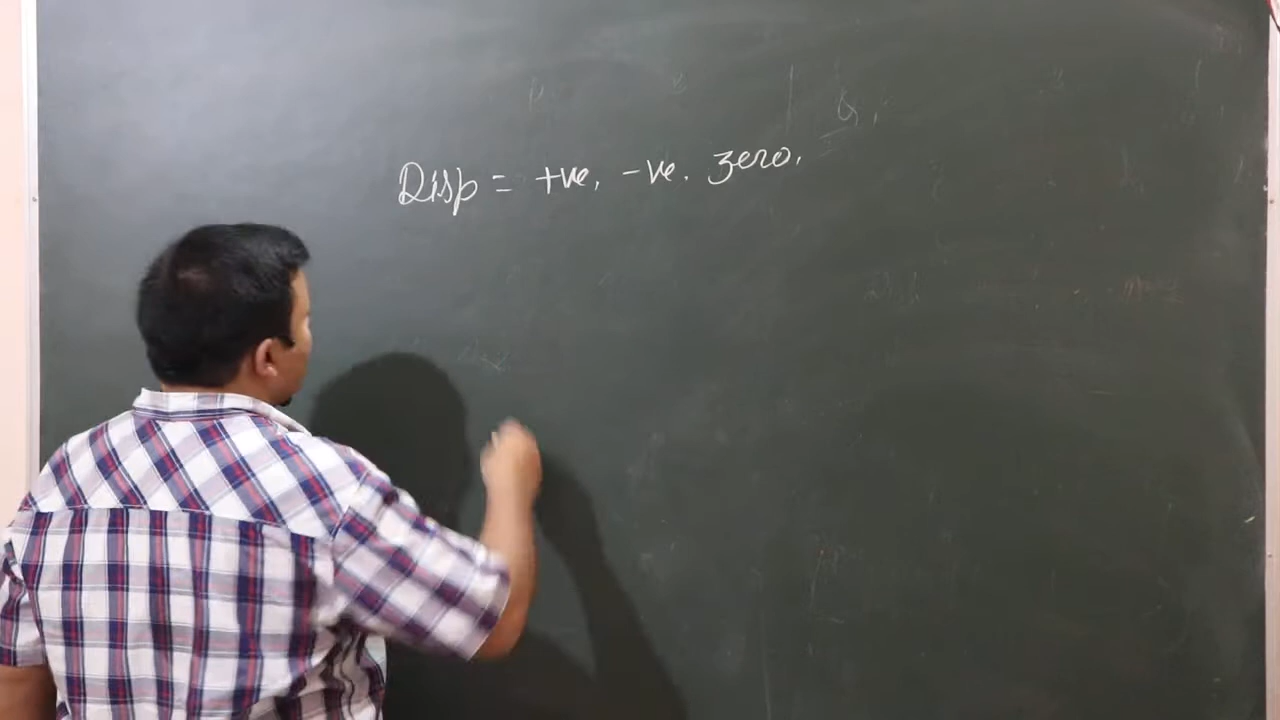 Disp = +ve, -ve. zero.